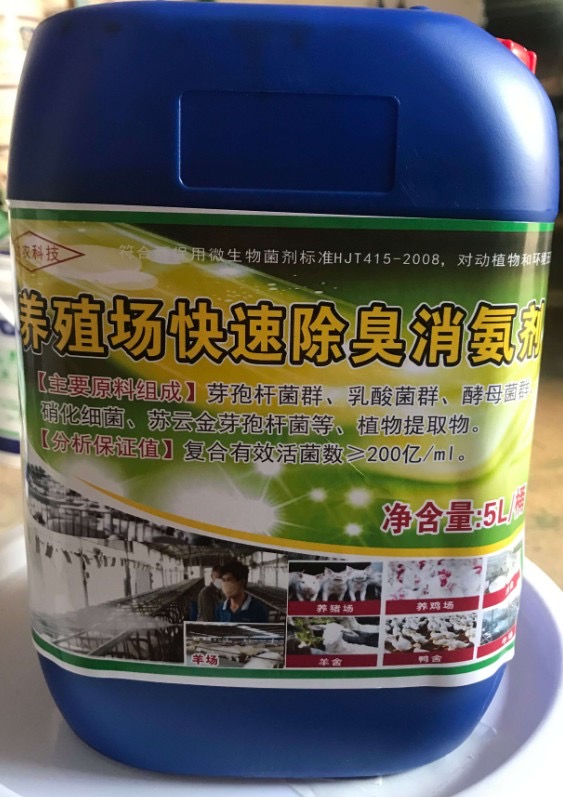 农科技
符合环保用微生物菌剂标准HJT415-2008，对动植物和环境
养殖场快速除臭消氨剂
【主要原料组成】芽孢杆菌群、乳酸菌群、酵母菌群、
硝化细菌、苏云金芽孢杆菌等、植物提取物。
【分析保证值】复合有效活菌数≥200亿/ml。
净含量:5L/桶
养猪场
养鸡场
羊场
羊舍
鸭舍